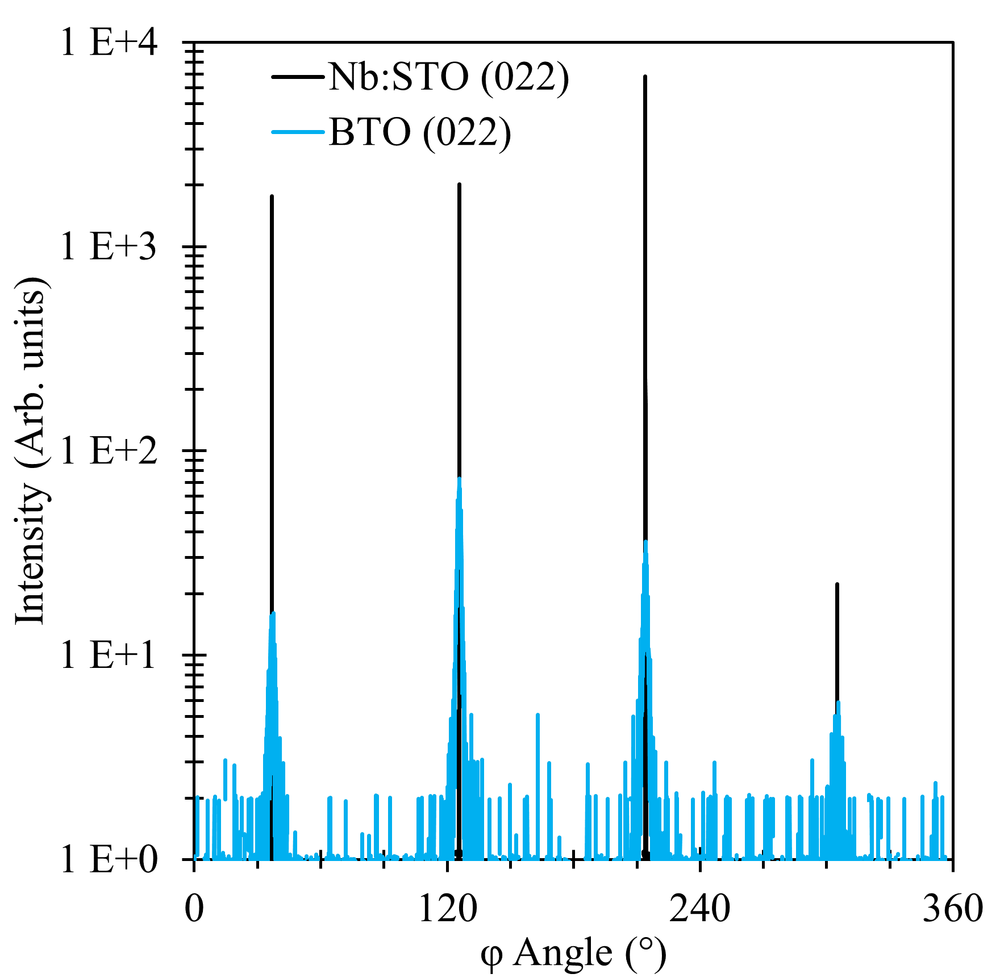 1 E+4
Nb:STO (022)
BTO (022)
1 E+3
1 E+2
1 E+1
1 E+0
Intensity (Arb. units)
0 120 240 360
φ Angle (°)